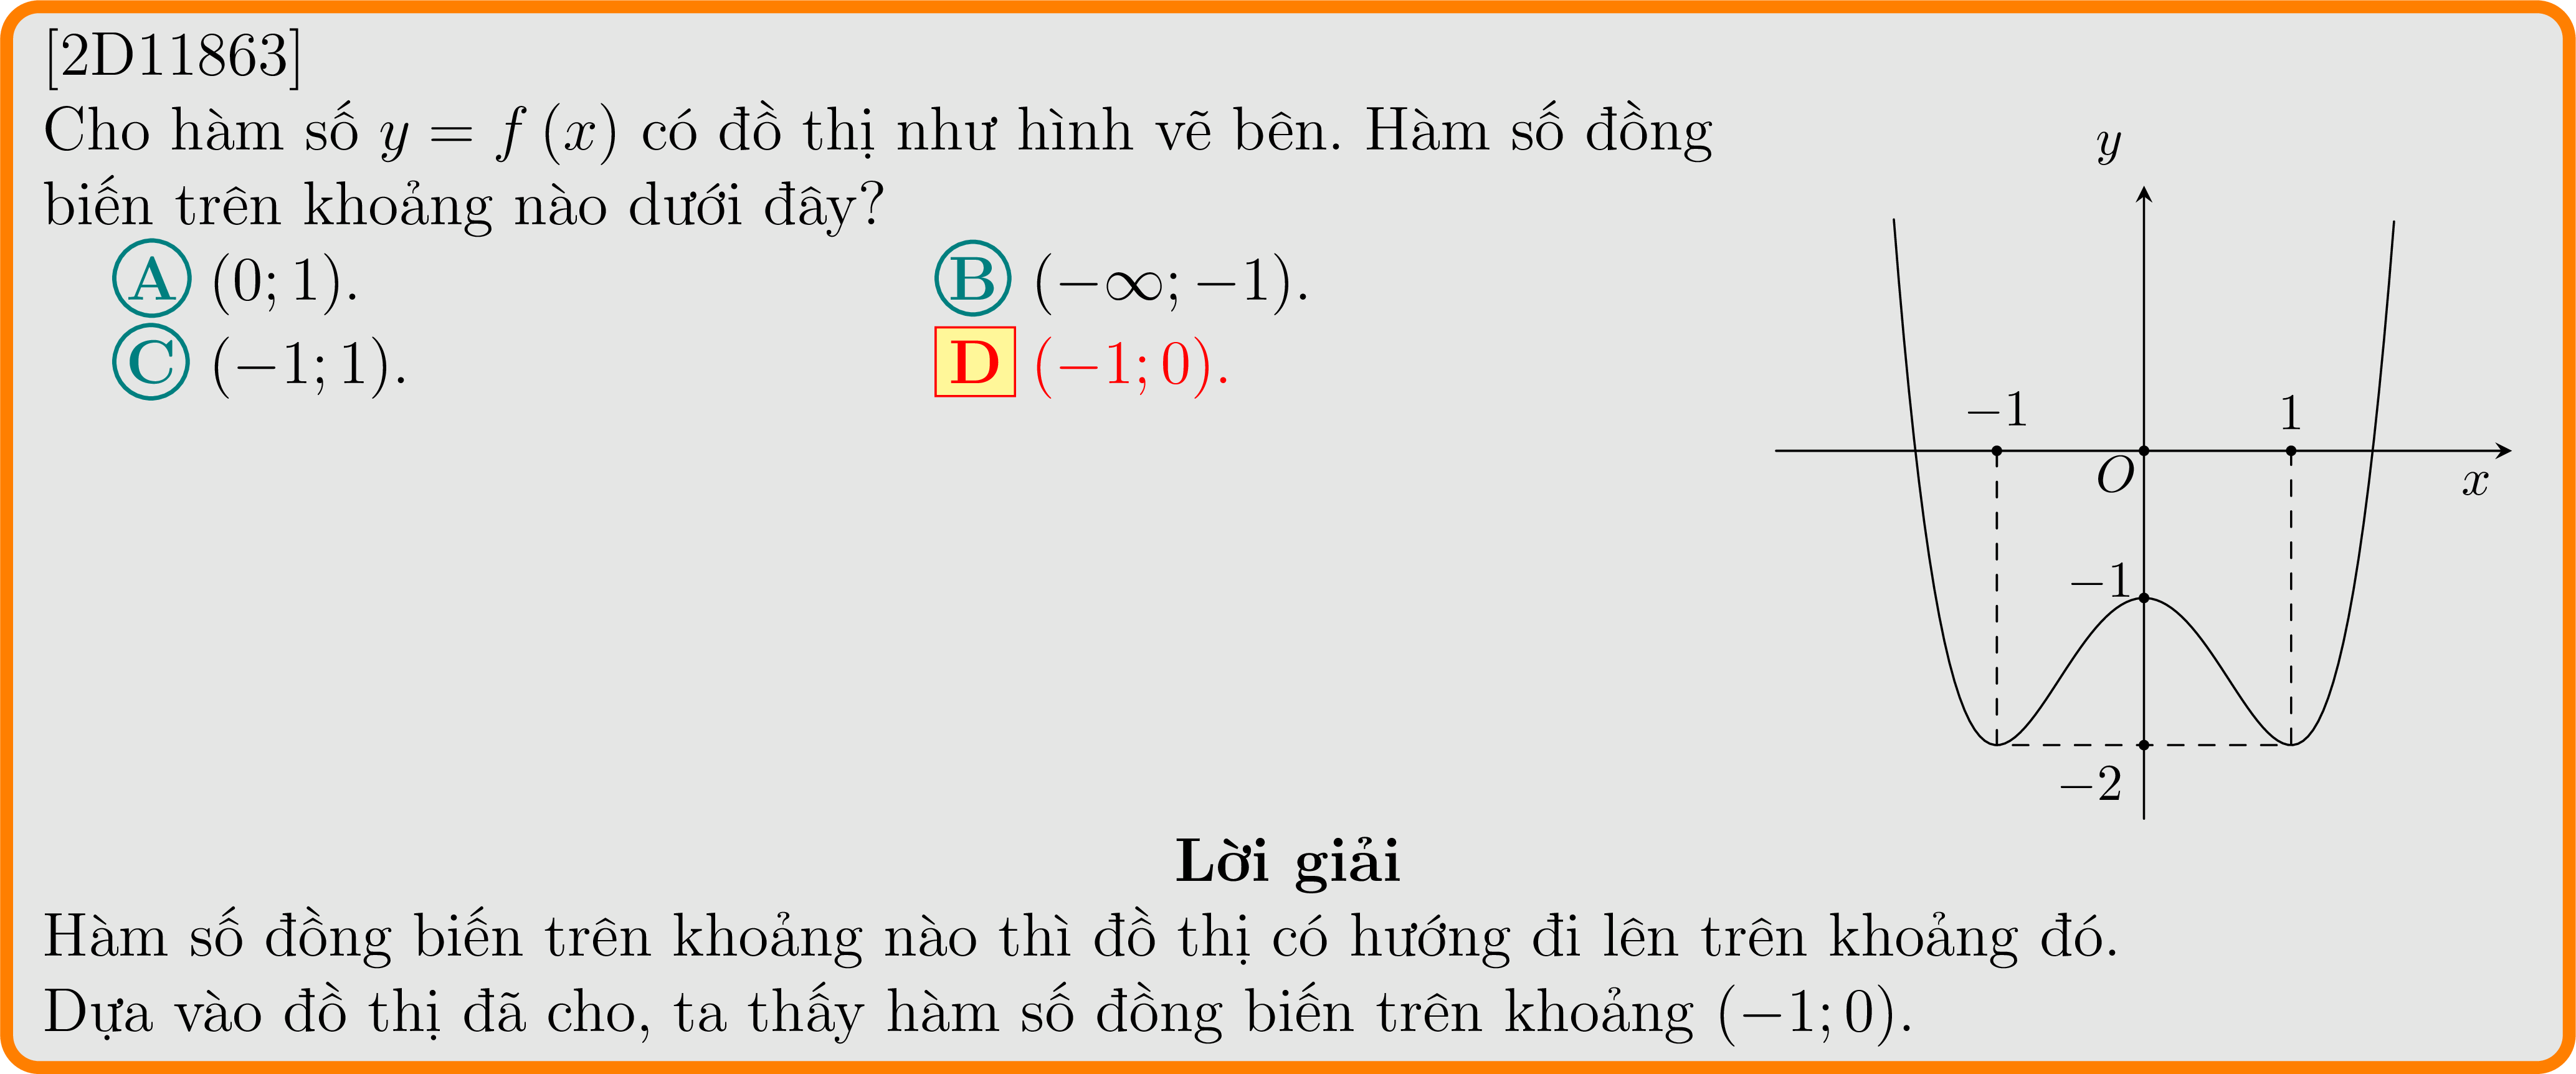 [2D11863]
Cho hàm số y = f (x) có đồ thị như hình vẽ bên. Hàm số đồng
biến trên khoảng nào dưới đây?
A (0; 1). B (−∞; −1).
C (−1; 1). D (−1; 0).
y
−1 1
O
x
−1
−2
Lời giải
Hàm số đồng biến trên khoảng nào thì đồ thị có hướng đi lên trên khoảng đó.
Dựa vào đồ thị đã cho, ta thấy hàm số đồng biến trên khoảng (−1; 0).